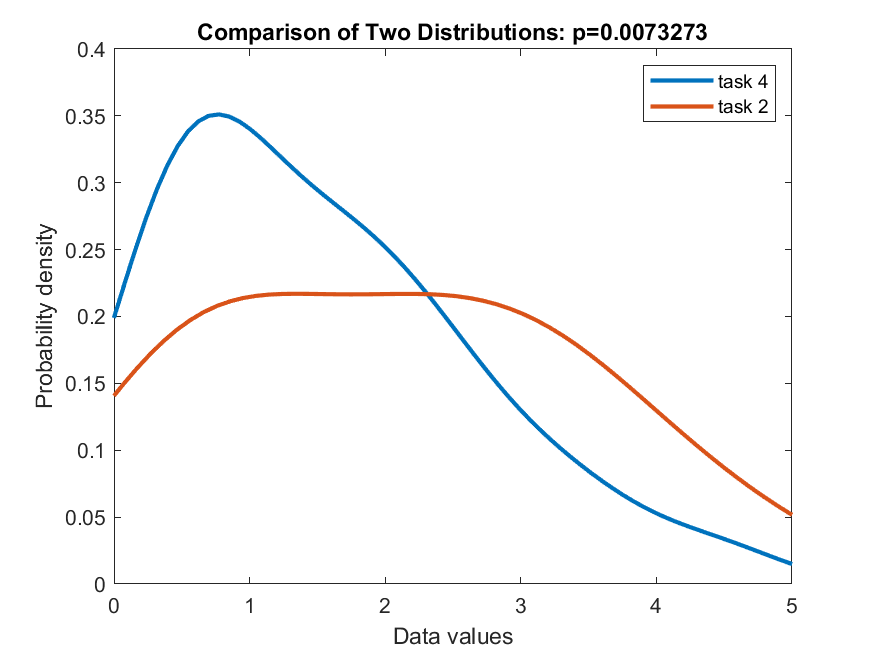 Comparison of Two Distributions: p=0.0073273
0.4
0.35
0.3
0.25
0.2
0.15
0.1
0.05
0
Probability density
task 4
task 2
0 1 2 3 4 5
Data values